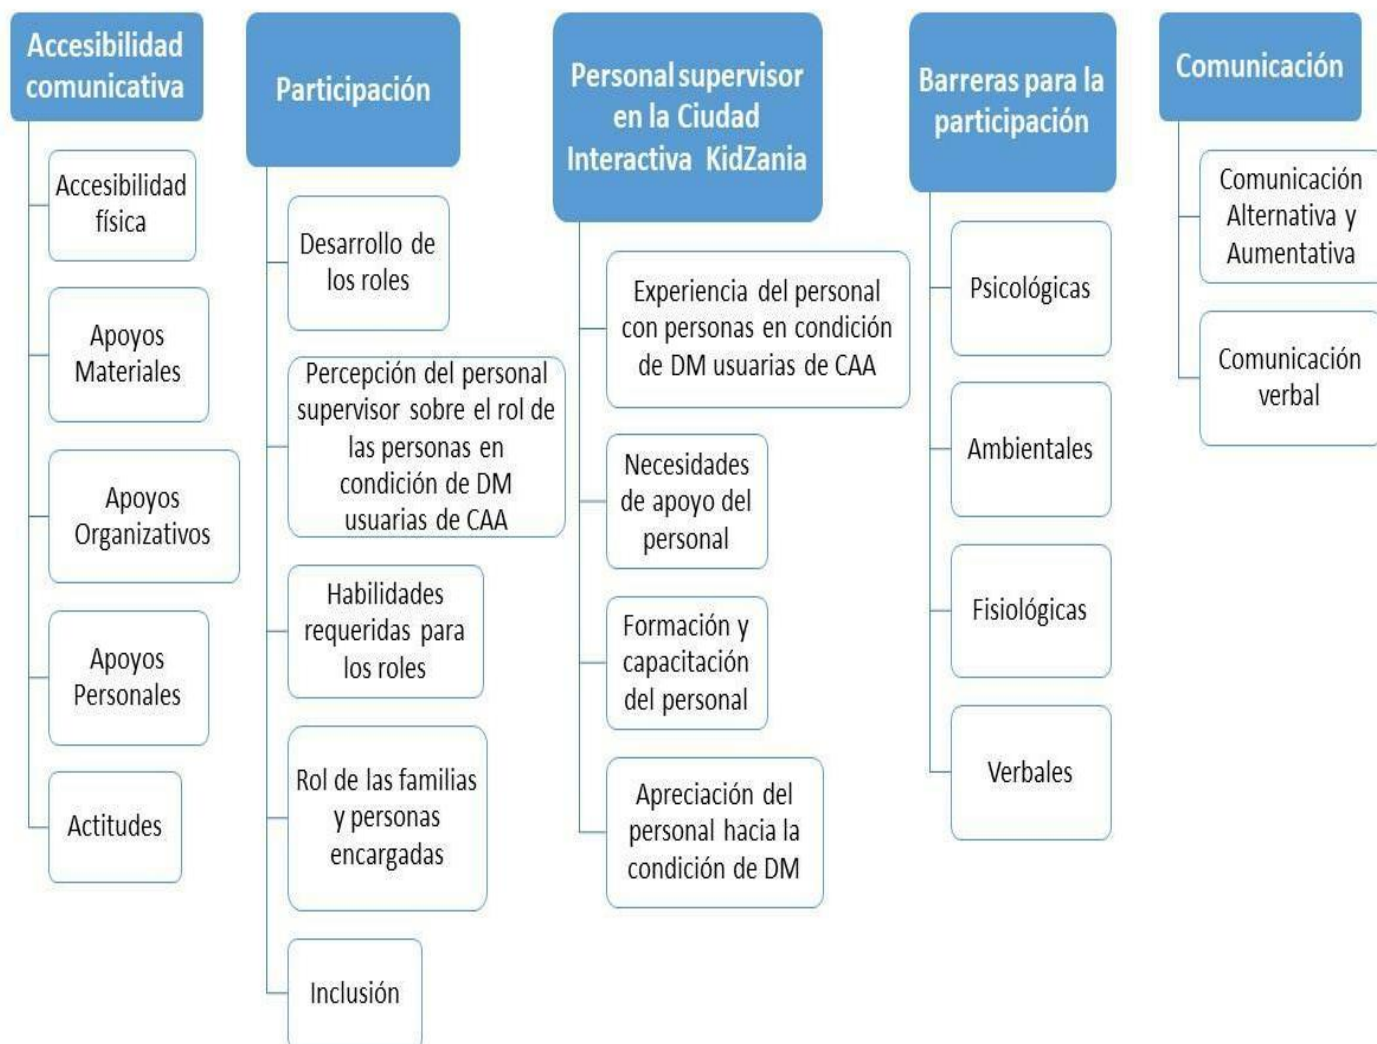 Accesibilidad
comunicativa
Accesibilidad
física
Apoyos
Materiales
Apoyos
Organizativos
Apoyos
Personales
Actitudes
Participación
Desarrollo de
los roles
Percepción del personal
supervisor sobre el rol de
las personas en
condición de DM
usuarias de CAA
Habilidades
requeridas para
los roles
Rol de las familias
y personas
encargadas
Inclusión
Personal supervisor
en la Ciudad
Interactiva KidZania
Experiencia del personal
con personas en condición
de DM usuarias de CAA
Necesidades
de apoyo del
personal
Formación y
capacitación
del personal
Apreciación del
personal hacia la
condición de DM
Barreras para la
participación
Psicológicas
Ambientales
Fisiológicas
Verbales
Comunicación
Comunicación
Alternativa y
Aumentativa
Comunicación
verbal